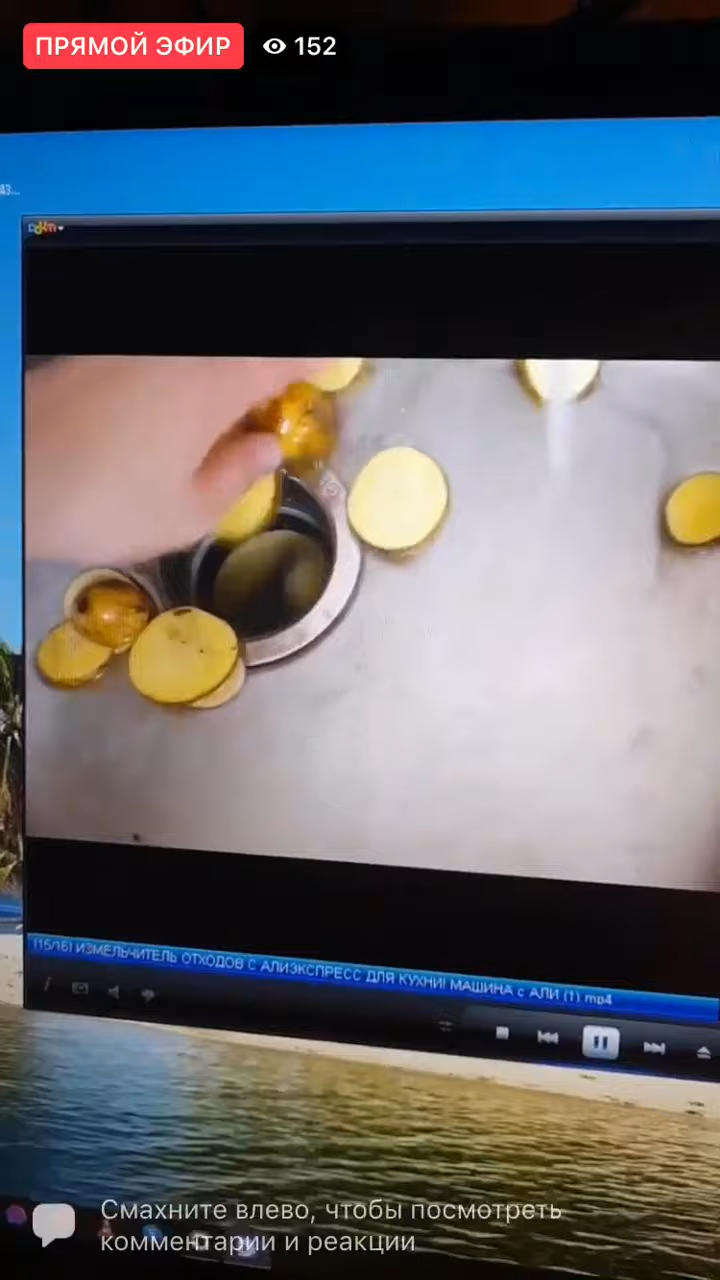 ПРЯМОЙ ЭФИР 152
(15/16) ИЗМЕЛЬЧИТЕЛЬ ОТХОДОВ С АЛИЭКСПРЕСС ДЛЯ КУХНИ! МАШИНА с АЛИ (1).mp4
Смахните влево, чтобы посмотреть
комментарии и реакции